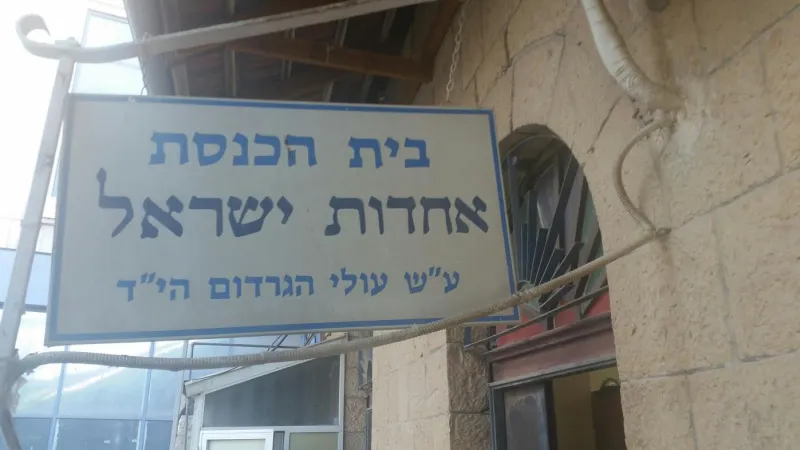 בית הכנסת
אחדות ישראל
ע"ש עולי הגרדום הי"ד